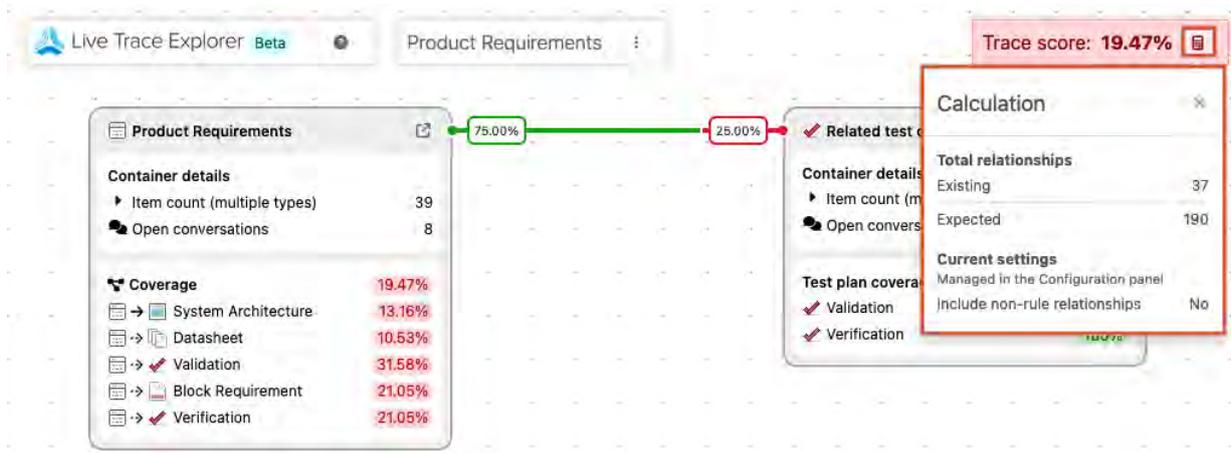 Live Trace Explorer Beta
Product Requirements
Trace score: 19.47%
Product Requirements
75.00%
25.00%
Related test
Container details
Item count (multiple types) 39
Open conversations 8
Coverage 19.47%
System Architecture 13.16%
Datasheet 10.53%
Validation 31.58%
Block Requirement 21.05%
Verification 21.05%
Container details
Item count (m
Open convers
Test plan covera
Validation
Verification
Calculation
Total relationships
Existing 37
Expected 190
Current settings
Managed in the Configuration panel
Include non-rule relationships No